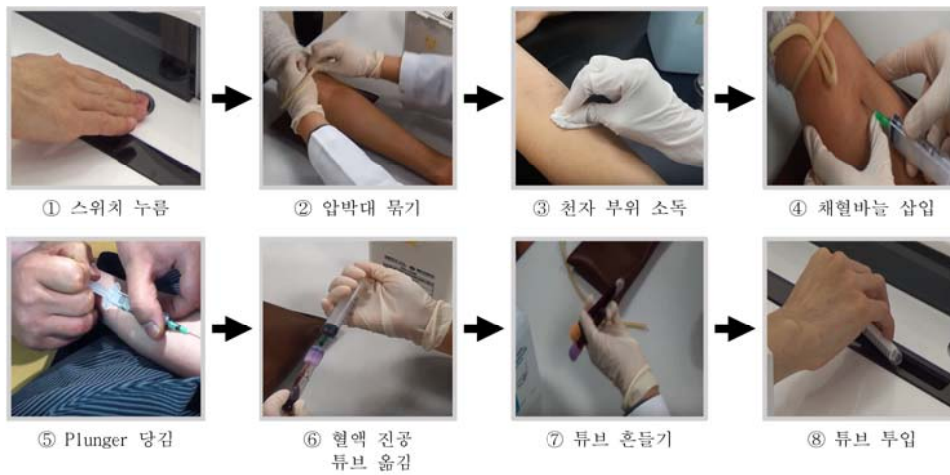 ① 스위치 누름
② 압박대 묶기
③ 천자 부위 소독
④ 채혈바늘 삽입
⑤ Plunger 당김
⑥ 혈액 진공
튜브 옮김
⑦ 튜브 흔들기
⑧ 튜브 투입